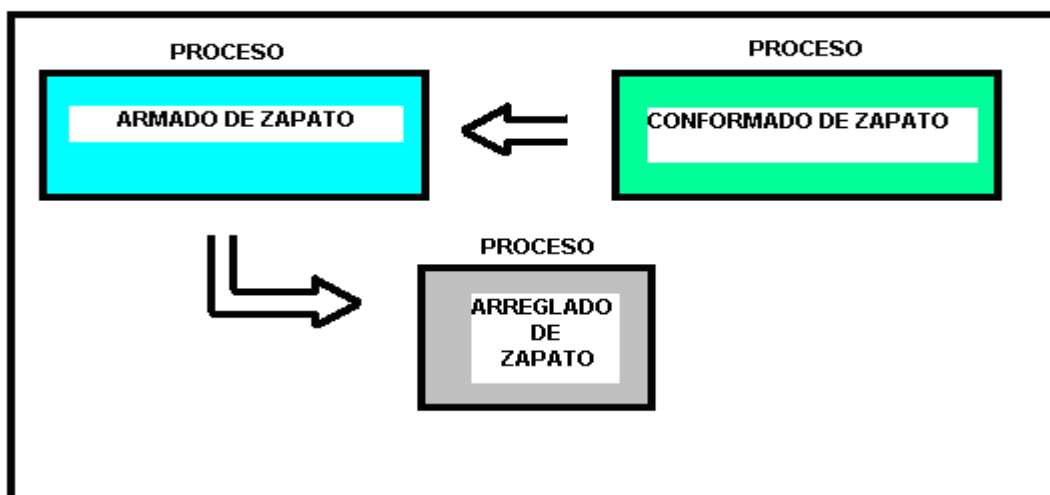 PROCESO
ARMADO DE ZAPATO
PROCESO
CONFORMADO DE ZAPATO
PROCESO
ARREGLADO
DE
ZAPATO